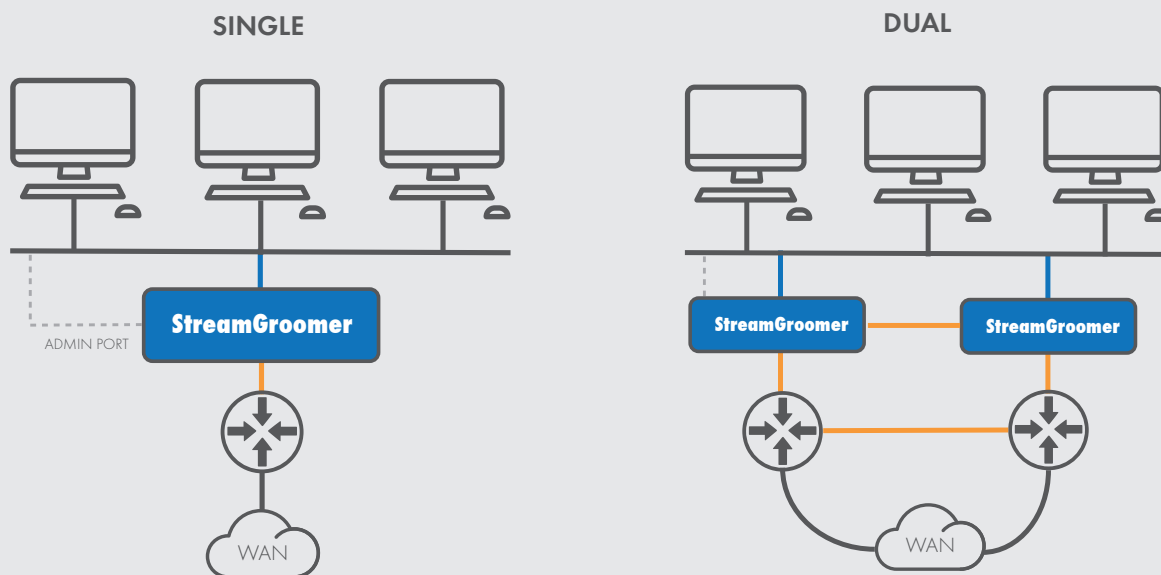 SINGLE
DUAL
StreamGroomer
ADMIN PORT
WAN
StreamGroomer
StreamGroomer
WAN